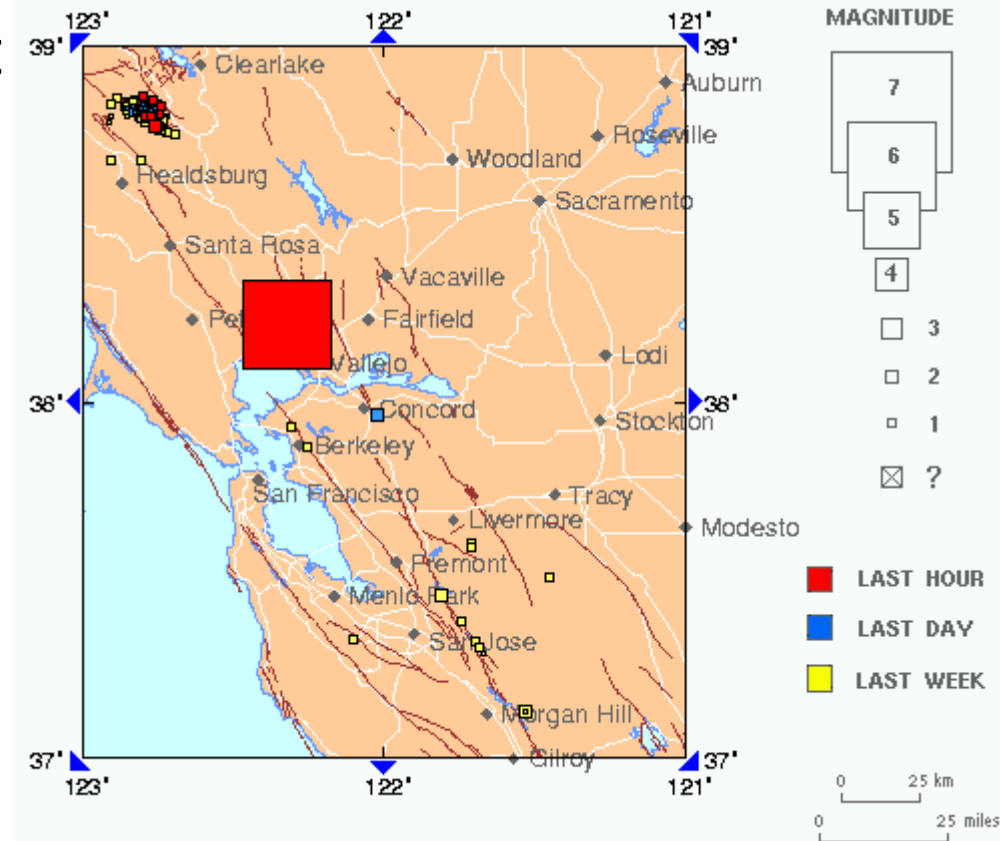 123' 122' 121'
MAGNITUDE
39' 39'
Clearlake
Auburn
7
Roseville
6
Woodland
Healdsburg
Sacramento
5
Santa Rosa
4
Vacaville
Pe Fairfield
3
Lodi
Vallejo
2
38' 38'
Concord
Stockton
1
Berkeley
?
San Francisco
Tracy
Livermore
Modesto
Fremont
LAST HOUR
Menlo Park
LAST DAY
San Jose
LAST WEEK
Morgan Hill
37' 37'
Gilroy
123' 122' 121'
0 25 km
0 25 miles